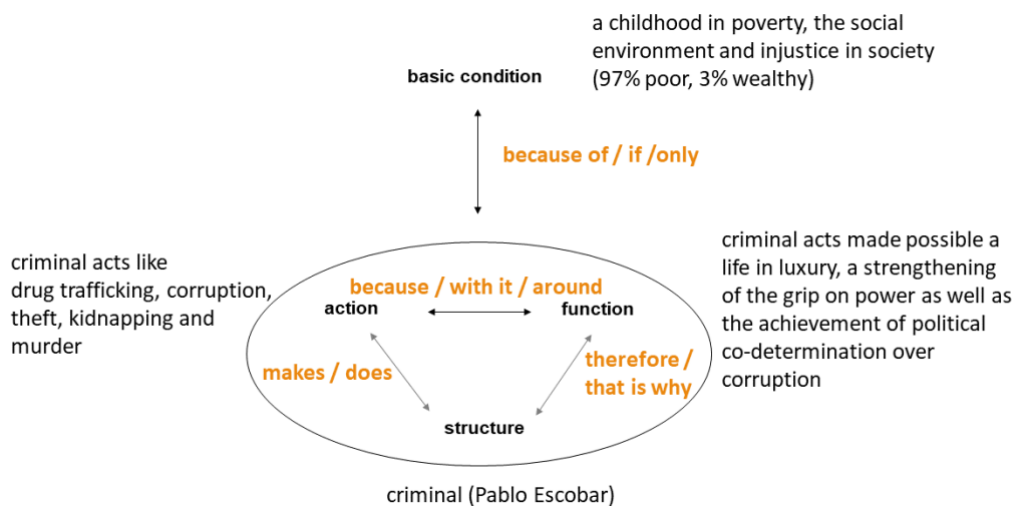 a childhood in poverty, the social
environment and injustice in society
(97% poor, 3% wealthy)
basic condition
because of / if /only
criminal acts like
drug trafficking, corruption,
theft, kidnapping and
murder
because / with it / around
action
function
makes / does
therefore /
that is why
structure
criminal acts made possible a
life in luxury, a strengthening
of the grip on power as well as
the achievement of political
co-determination over
corruption
criminal (Pablo Escobar)